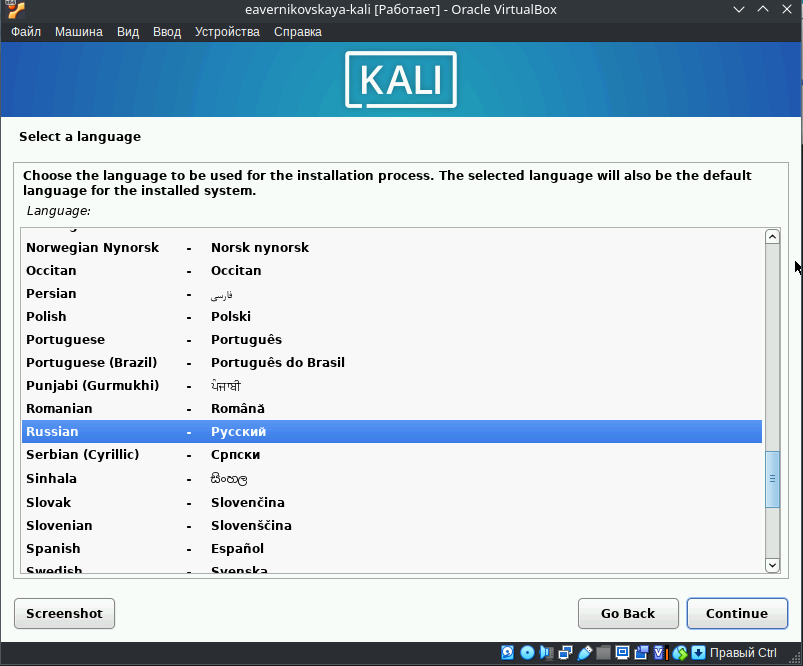 eavernikovskaya-kali [Работает] - Oracle VirtualBox
Файл Машина Вид Ввод Устройства Справка
KALI
Select a language
Choose the language to be used for the installation process. The selected language will also be the default
language for the installed system.
Language:
Norwegian Nynorsk - Norsk nynorsk
Occitan - Occitan
Persian - فارسی
Polish - Polski
Portuguese - Português
Portuguese (Brazil) - Português do Brasil
Punjabi (Gurmukhi) - ਪੰਜਾਬੀ
Romanian - Română
Russian - Русский
Serbian (Cyrillic) - Српски
Sinhala - සිංහල
Slovak - Slovenčina
Slovenian - Slovenščina
Spanish - Español
Swedish - Svenska
Screenshot Go Back Continue
Правый Ctrl